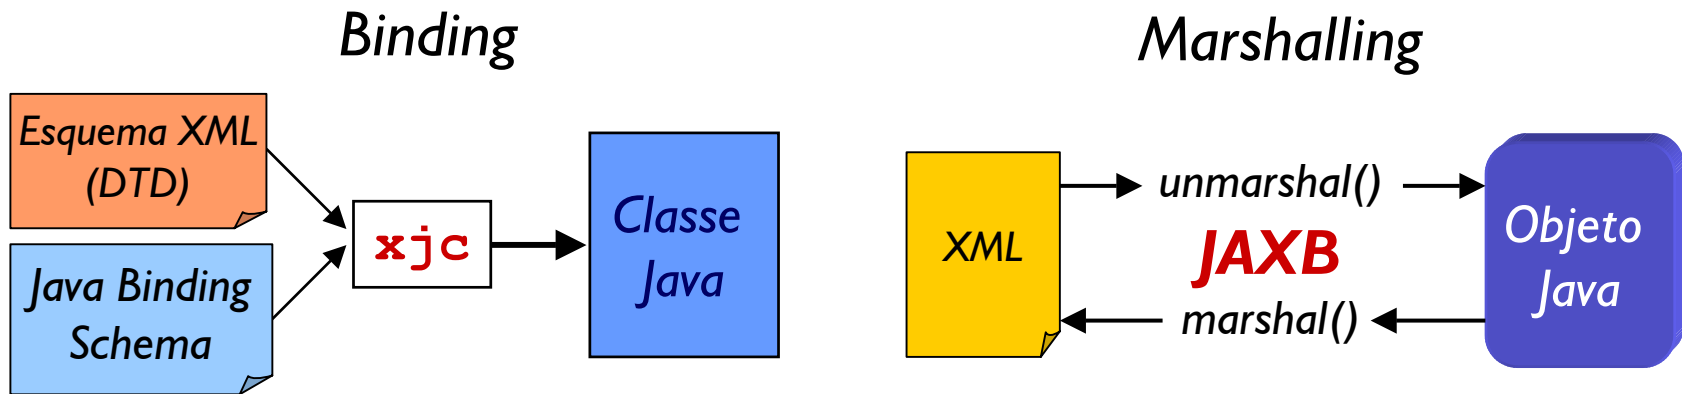 Binding
Esquema XML
(DTD)
Java Binding
Schema
xjc
Classe
Java
Marshalling
XML
unmarshal()
JAXB
marshal()
Objeto
Java